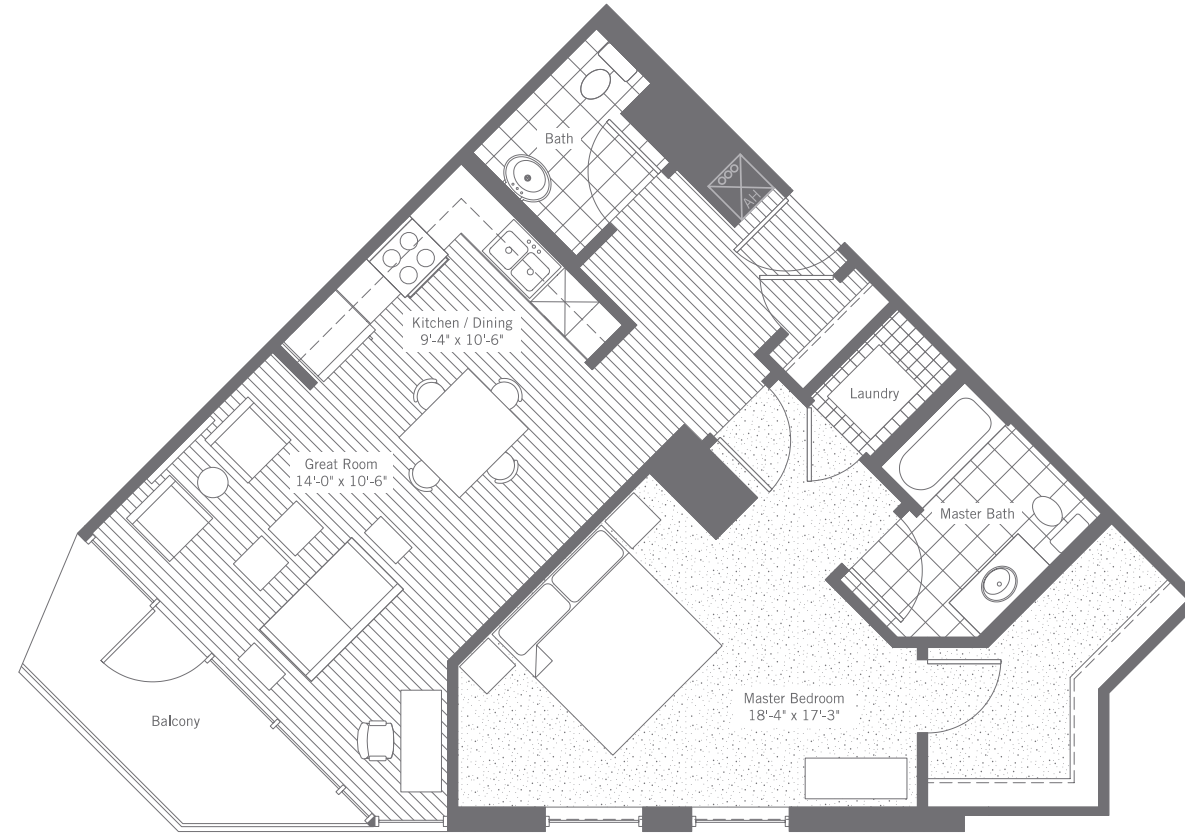 Bath
AH
Kitchen / Dining
9'-4" x 10'-6"
Laundry
Great Room
14'-0" x 10'-6"
Master Bath
Master Bedroom
18'-4" x 17'-3"
Balcony